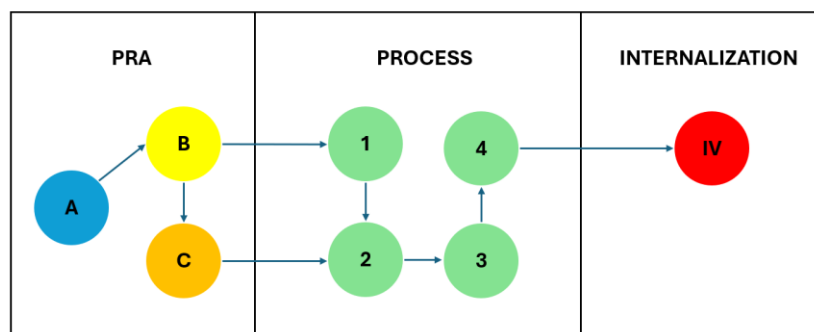 PRA
PROCESS
INTERNALIZATION
B
1
4
IV
A
C
2
3